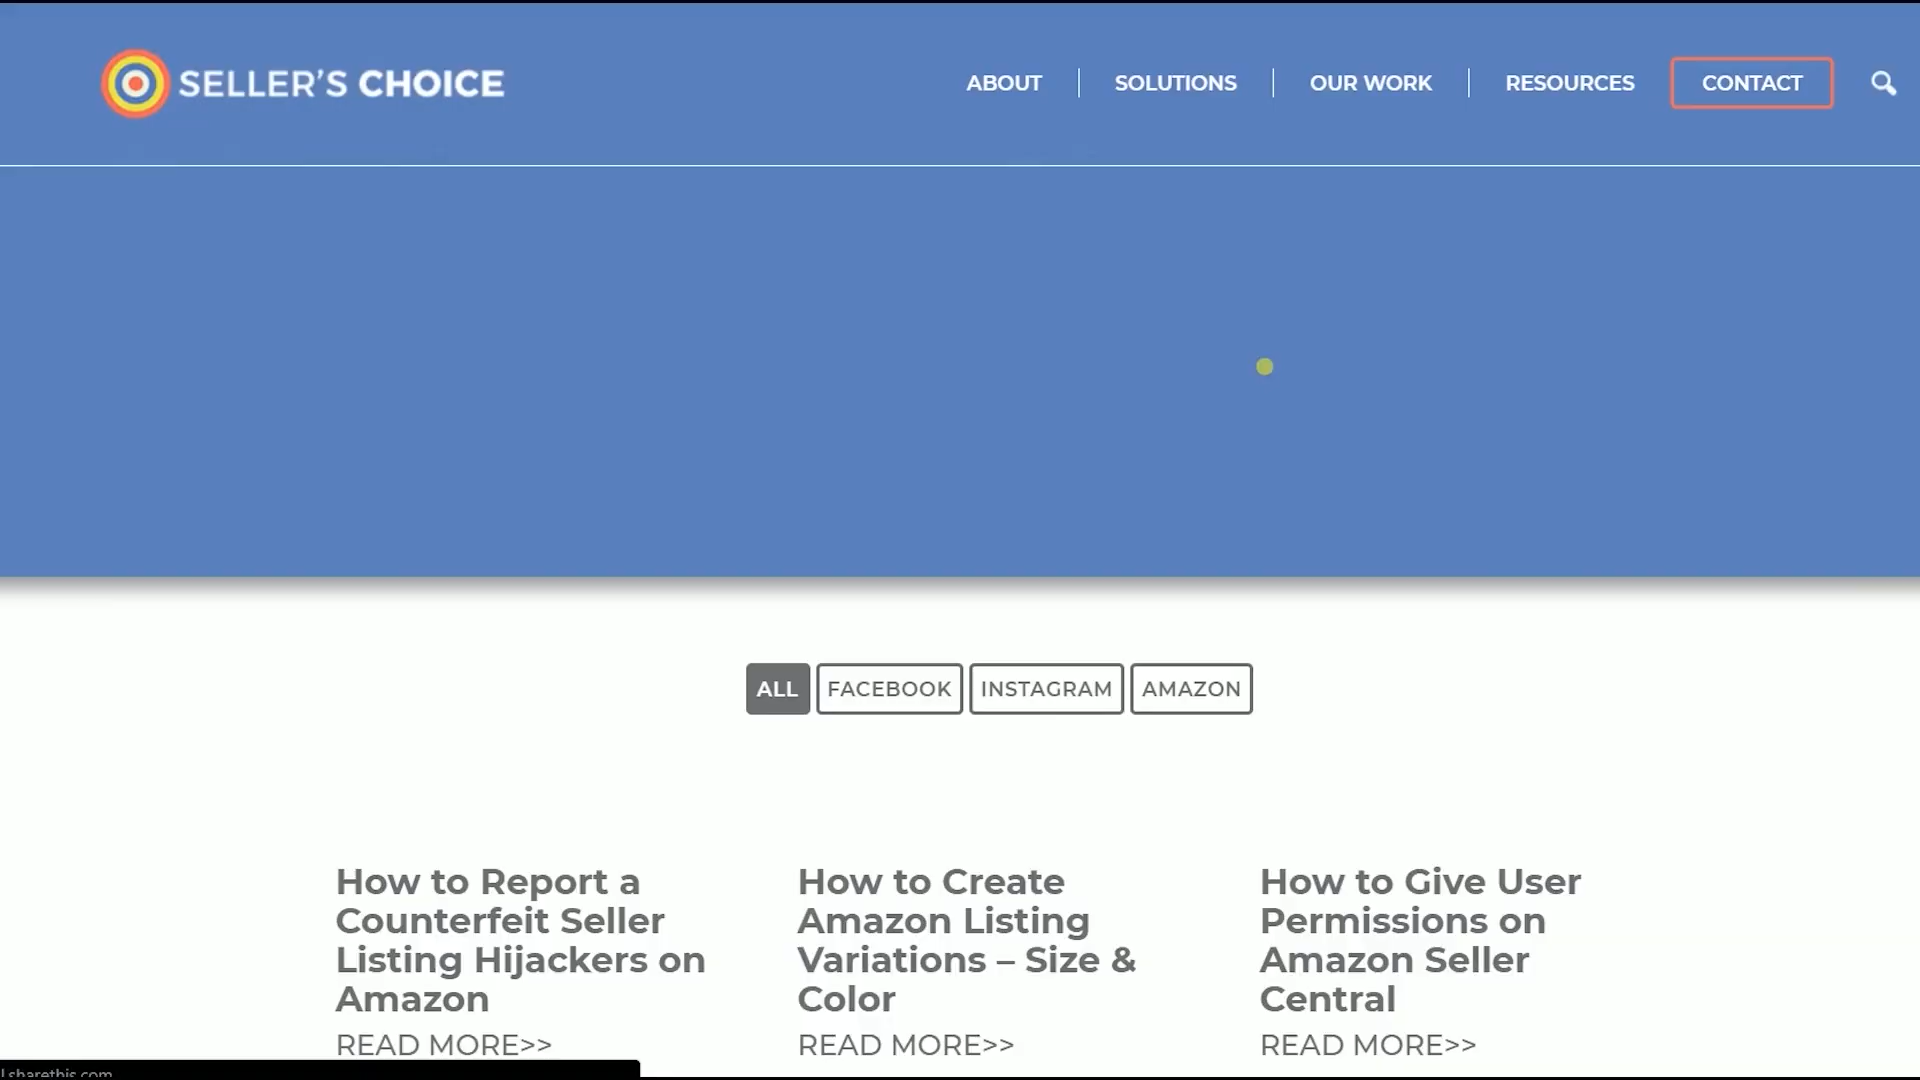 SELLER'S CHOICE
ABOUT
SOLUTIONS
OUR WORK
RESOURCES
CONTACT
ALL
FACEBOOK
INSTAGRAM
AMAZON
How to Report a
Counterfeit Seller
Listing Hijackers on
Amazon
READ MORE>>
How to Create
Amazon Listing
Variations – Size &
Color
READ MORE>>
How to Give User
Permissions on
Amazon Seller
Central
READ MORE>>
l.sharethis.com